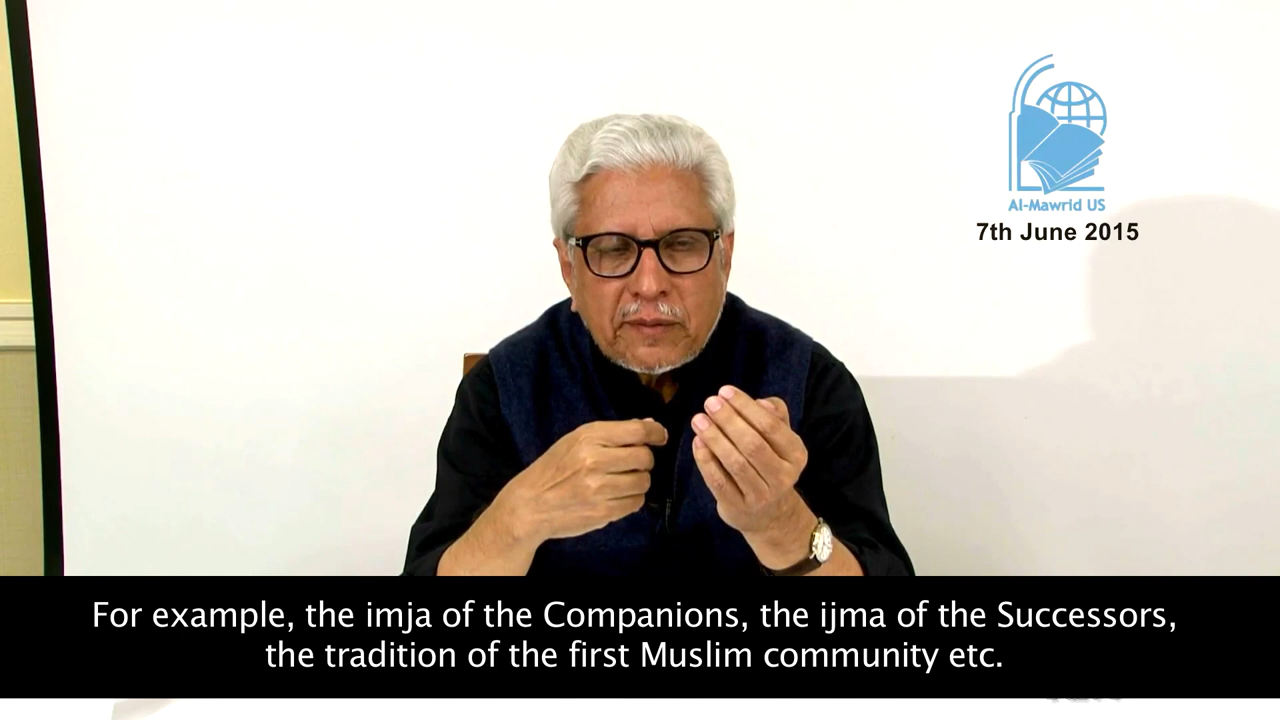 Al-Mawrid US
7th June 2015
For example, the imja of the Companions, the ijma of the Successors,
the tradition of the first Muslim community etc.